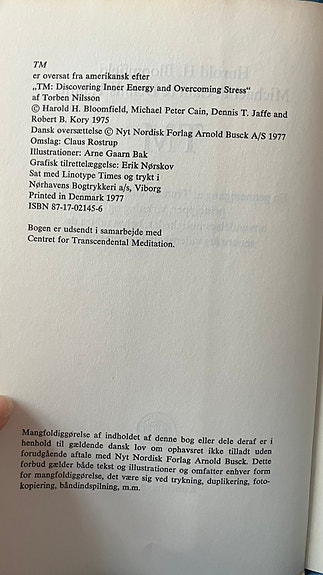 TM
er oversat fra amerikansk efter
„TM: Discovering Inner Energy and Overcoming Stress“
af Torben Nilsson
© Harold H. Bloomfield, Michael Peter Cain, Dennis T. Jaffe and
Robert B. Kory 1975
Dansk oversættelse © Nyt Nordisk Forlag Arnold Busck A/S 1977
Omslag: Claus Rostrup
Illustrationer: Arne Gaarn Bak
Grafisk tilrettelæggelse: Erik Nørskov
Sat med Linotype Times og trykt i
Nørhavens Bogtrykkeri a/s, Viborg
Printed in Denmark 1977
ISBN 87-17-02145-6
Bogen er udsendt i samarbejde med
Centret for Transcendental Meditation.
Mangfoldiggørelse af indholdet af denne bog eller dele deraf er i
henhold til gældende dansk lov om ophavsret ikke tilladt uden
forudgående aftale med Nyt Nordisk Forlag Arnold Busck. Dette
forbud gælder både tekst og illustrationer og omfatter enhver form
for mangfoldiggørelse, det være sig ved trykning, duplikering, foto-
kopiering, båndindspilning, m.m.